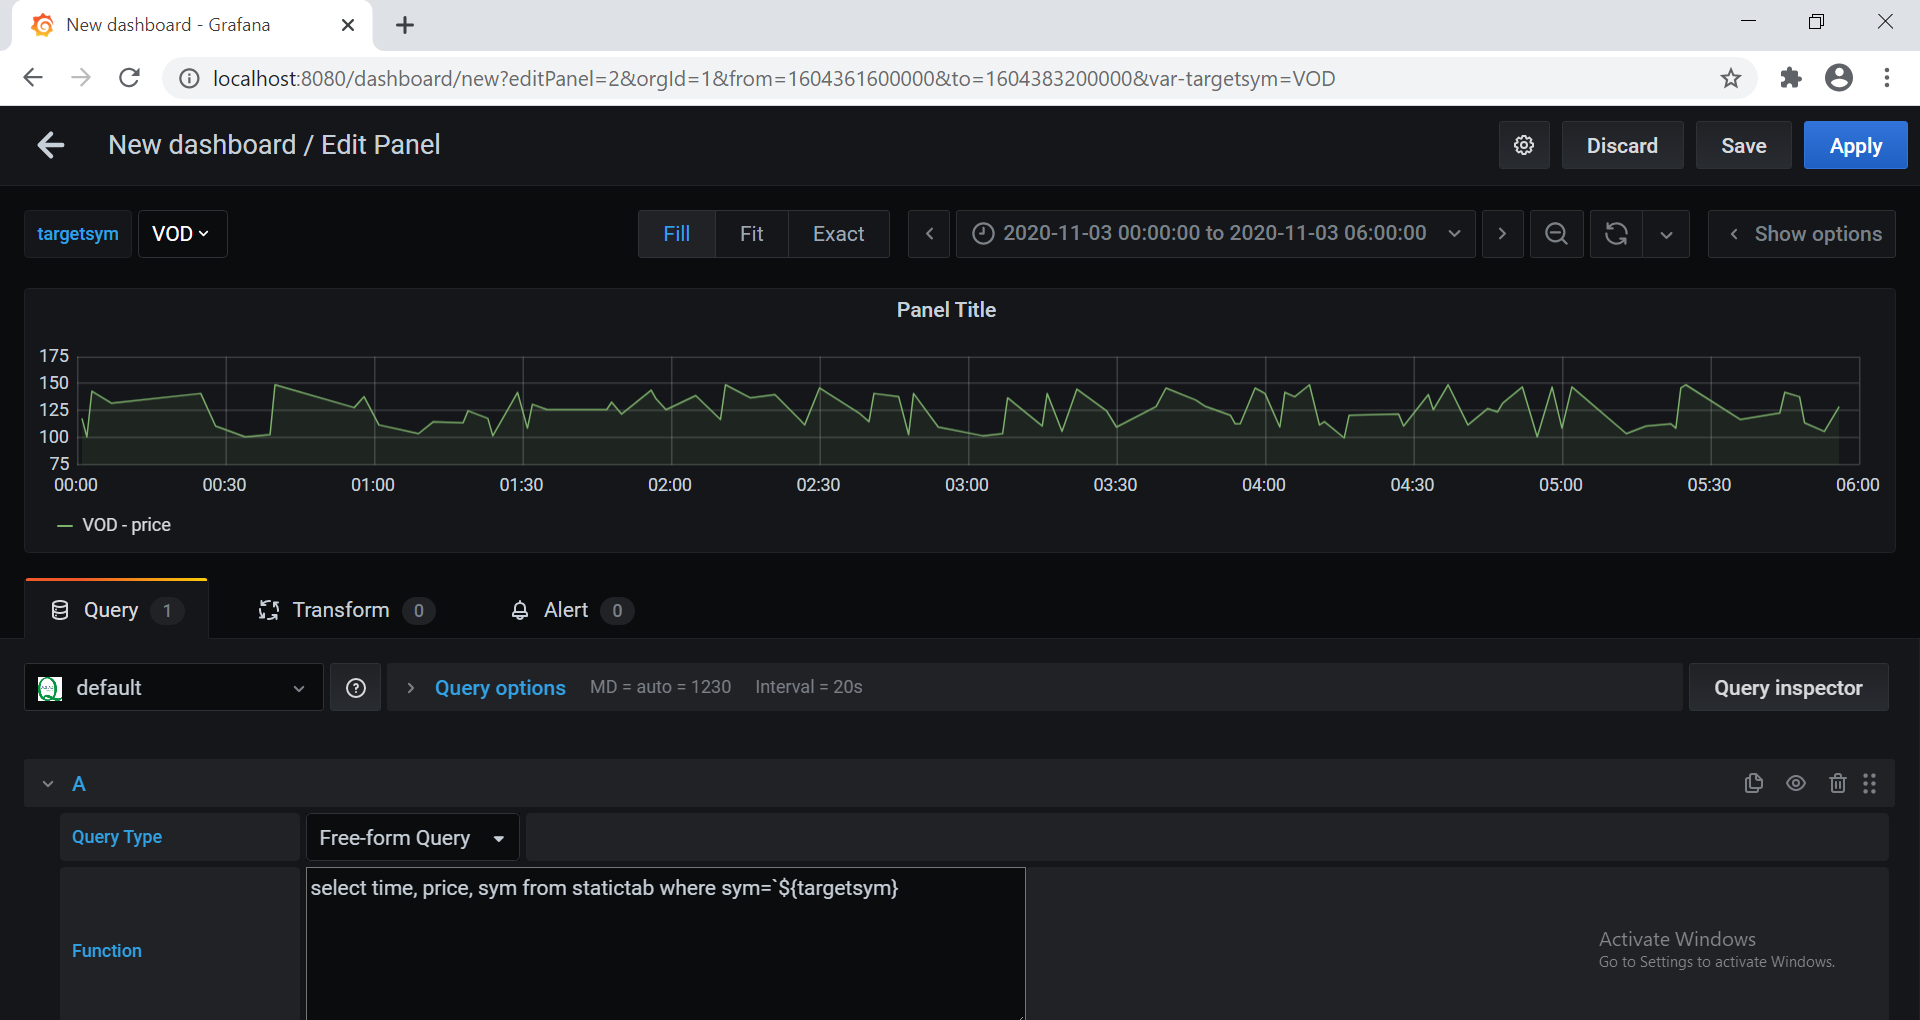 New dashboard - Grafana
localhost:8080/dashboard/new?editPanel=2&orgId=1&from=1604361600000&to=1604383200000&var-targetsym=VOD
New dashboard / Edit Panel
Discard
Save
Apply
targetsym
VOD
Fill
Fit
Exact
2020-11-03 00:00:00 to 2020-11-03 06:00:00
Show options
Panel Title
175
150
125
100
75
00:00
00:30
01:00
01:30
02:00
02:30
03:00
03:30
04:00
04:30
05:00
05:30
06:00
VOD - price
Query 1
Transform 0
Alert 0
default
Query options
MD = auto = 1230
Interval = 20s
Query inspector
A
Query Type
Free-form Query
Function
select time, price, sym from statictab where sym=`${targetsym}
Activate Windows
Go to Settings to activate Windows.